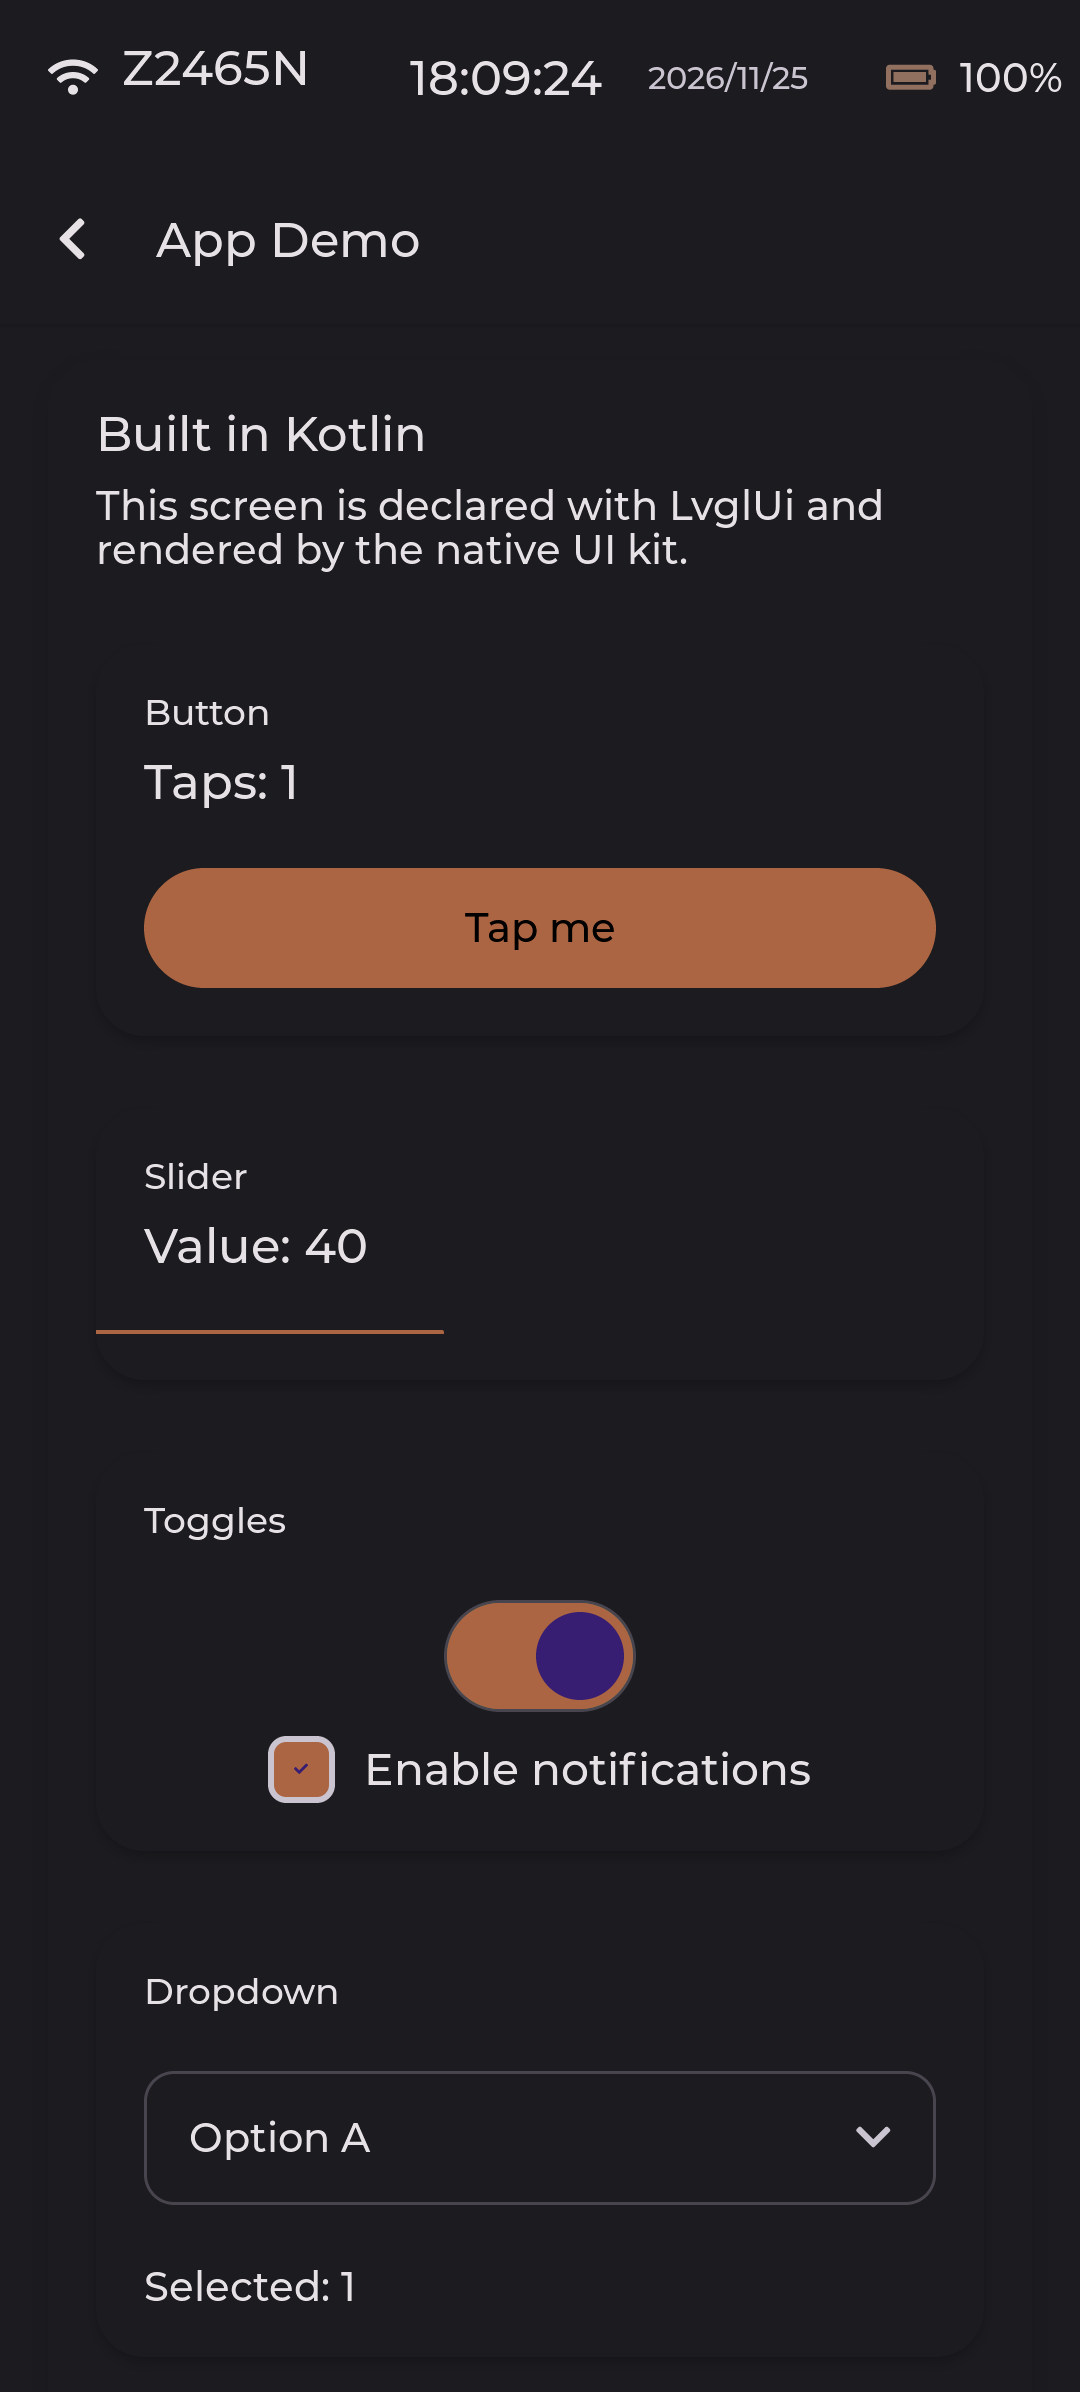 Z2465N 18:09:24 2026/11/25 100%
App Demo
Built in Kotlin
This screen is declared with LvglUi and
rendered by the native UI kit.
Button
Taps: 1
Tap me
Slider
Value: 40
Toggles
Enable notifications
Dropdown
Option A
Selected: 1